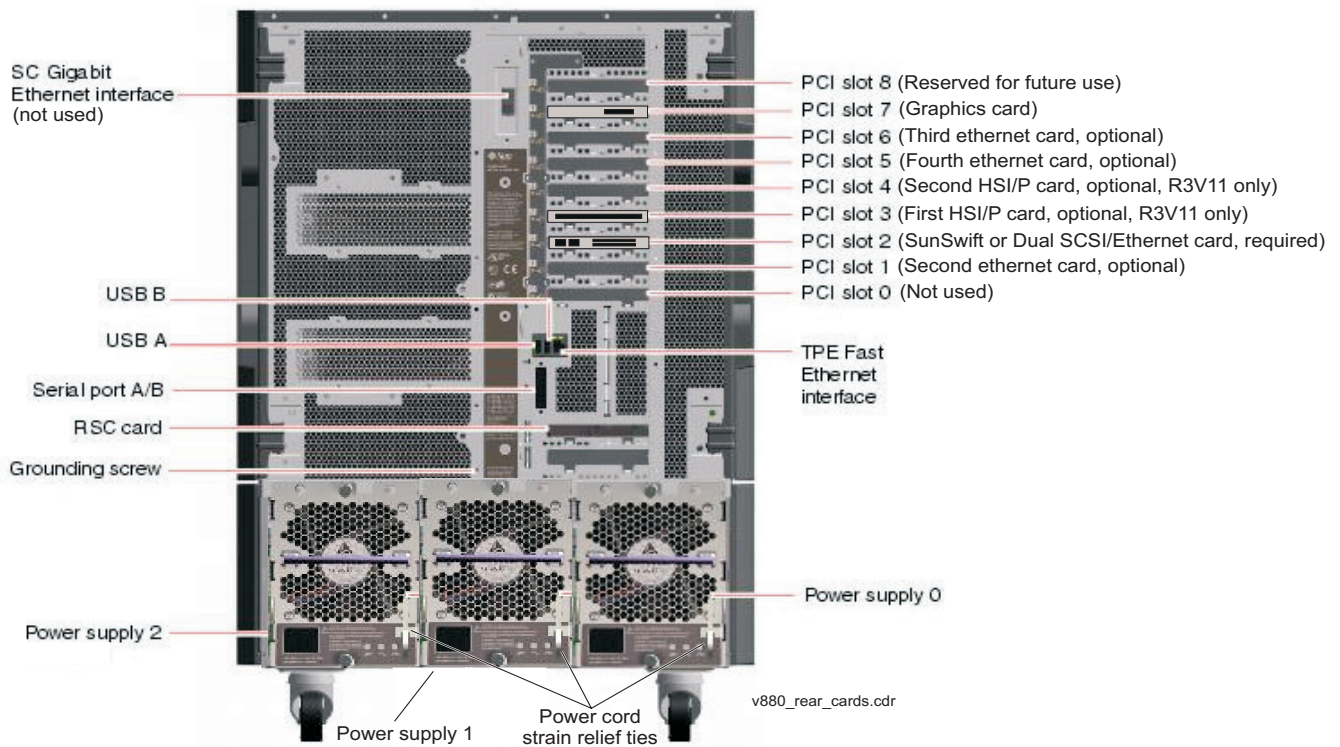 SC Gigabit
Ethernet interface
(not used)
PCI slot 8 (Reserved for future use)
PCI slot 7 (Graphics card)
PCI slot 6 (Third ethernet card, optional)
PCI slot 5 (Fourth ethernet card, optional)
PCI slot 4 (Second HSI/P card, optional, R3V11 only)
PCI slot 3 (First HSI/P card, optional, R3V11 only)
PCI slot 2 (SunSwift or Dual SCSI/Ethernet card, required)
PCI slot 1 (Second ethernet card, optional)
PCI slot 0 (Not used)
USB B
USB A
Serial port A/B
RSC card
Grounding screw
TPE Fast
Ethernet
interface
Sun
CE
Power supply 0
Power supply 2
Power supply 1
Power cord
strain relief ties
v880_rear_cards.cdr